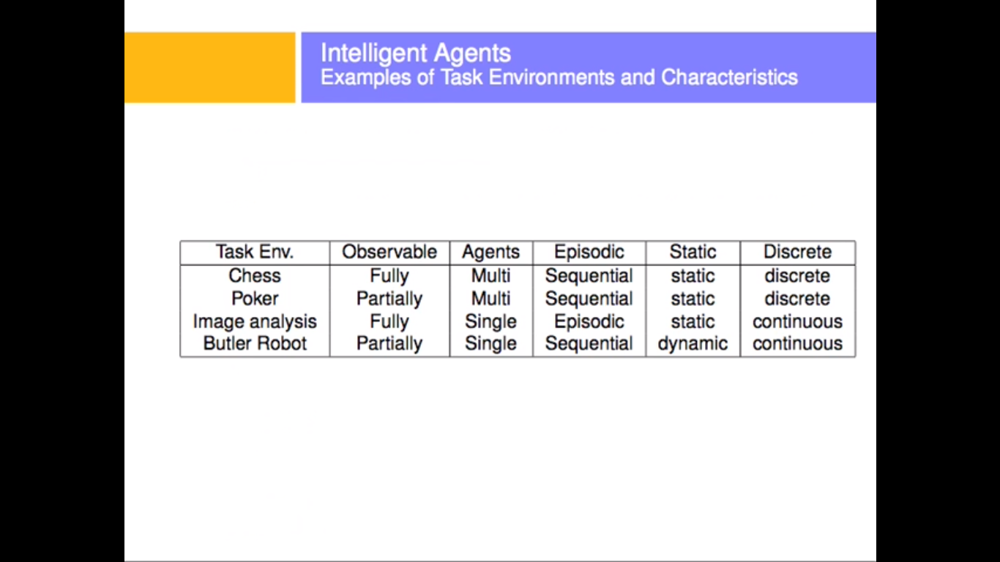 Intelligent Agents
Examples of Task Environments and Characteristics
Task Env. Observable Agents Episodic Static Discrete
Chess Fully Multi Sequential static discrete
Poker Partially Multi Sequential static discrete
Image analysis Fully Single Episodic static continuous
Butler Robot Partially Single Sequential dynamic continuous